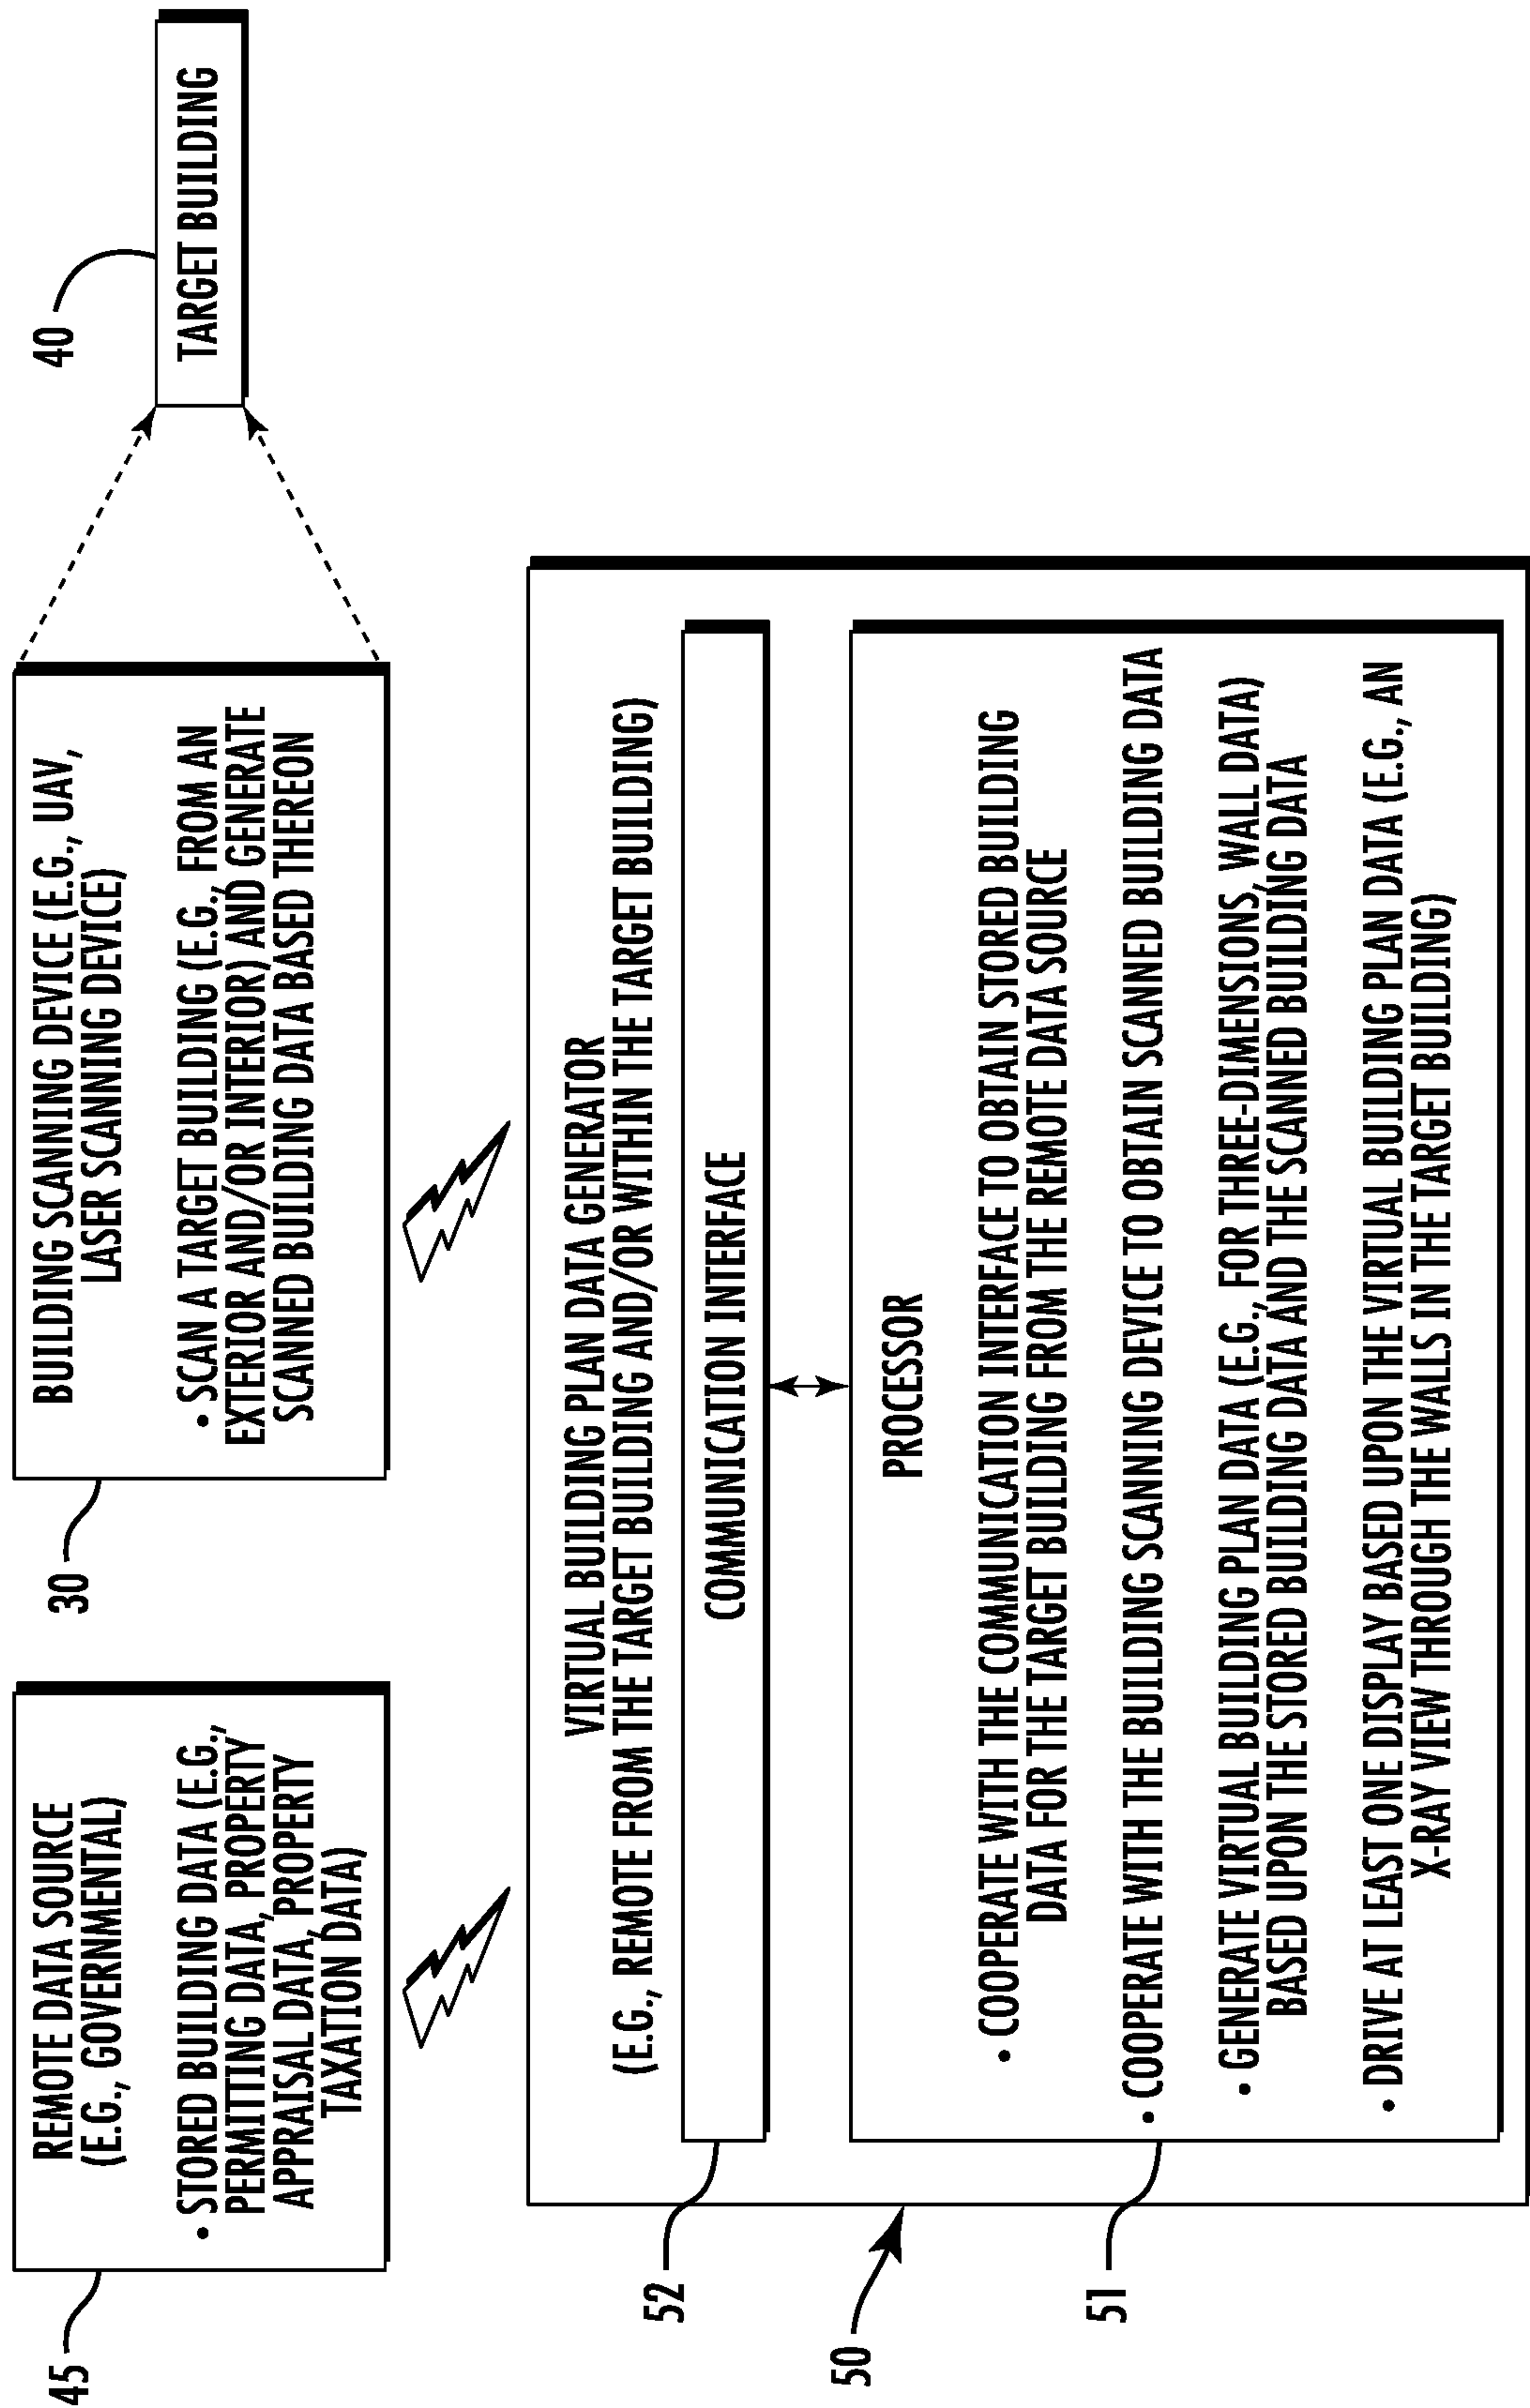 45
REMOTE DATA SOURCE
(E.G., GOVERNMENTAL)
• STORED BUILDING DATA (E.G.,
PERMITTING DATA, PROPERTY
APPRAISAL DATA, PROPERTY
TAXATION DATA)
30
BUILDING SCANNING DEVICE (E.G., UAV,
LASER SCANNING DEVICE)
• SCAN A TARGET BUILDING (E.G., FROM AN
EXTERIOR AND/OR INTERIOR) AND GENERATE
SCANNED BUILDING DATA BASED THEREON
40
TARGET BUILDING
50
VIRTUAL BUILDING PLAN DATA GENERATOR
(E.G., REMOTE FROM THE TARGET BUILDING AND/OR WITHIN THE TARGET BUILDING)
52
COMMUNICATION INTERFACE
51
PROCESSOR
• COOPERATE WITH THE COMMUNICATION INTERFACE TO OBTAIN STORED BUILDING
DATA FOR THE TARGET BUILDING FROM THE REMOTE DATA SOURCE
• COOPERATE WITH THE BUILDING SCANNING DEVICE TO OBTAIN SCANNED BUILDING DATA
• GENERATE VIRTUAL BUILDING PLAN DATA (E.G., FOR THREE-DIMENSIONS, WALL DATA)
BASED UPON THE STORED BUILDING DATA AND THE SCANNED BUILDING DATA
• DRIVE AT LEAST ONE DISPLAY BASED UPON THE VIRTUAL BUILDING PLAN DATA (E.G., AN
X-RAY VIEW THROUGH THE WALLS IN THE TARGET BUILDING)